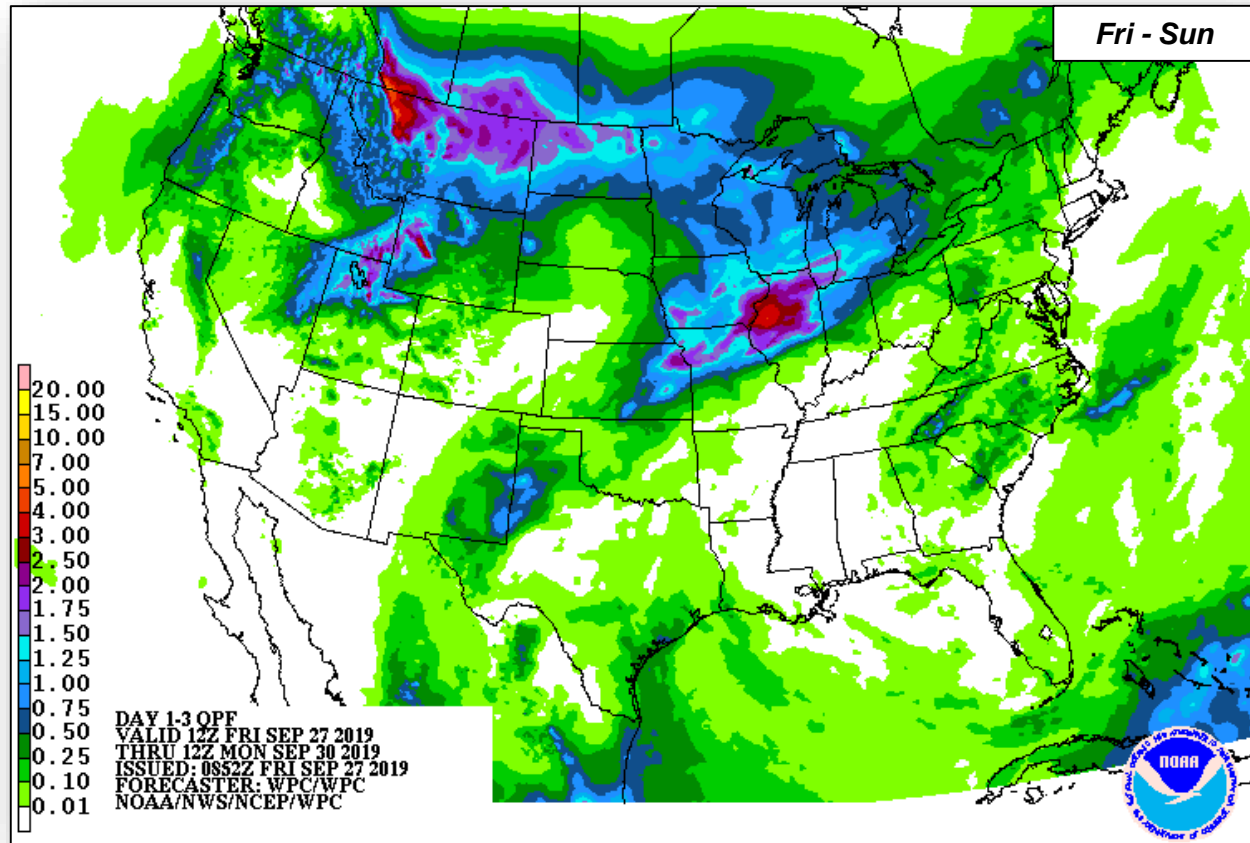 Fri - Sun
20.00
15.00
10.00
7.00
5.00
4.00
3.00
2.50
2.00
1.75
1.50
1.25
1.00
0.75
0.50
0.25
0.10
0.01
DAY 1-3 QPF
VALID 12Z FRI SEP 27 2019
THRU 12Z MON SEP 30 2019
ISSUED: 0852Z FRI SEP 27 2019
FORECASTER: WPC/WPC
NOAA/NWS/NCEP/WPC
NOAA